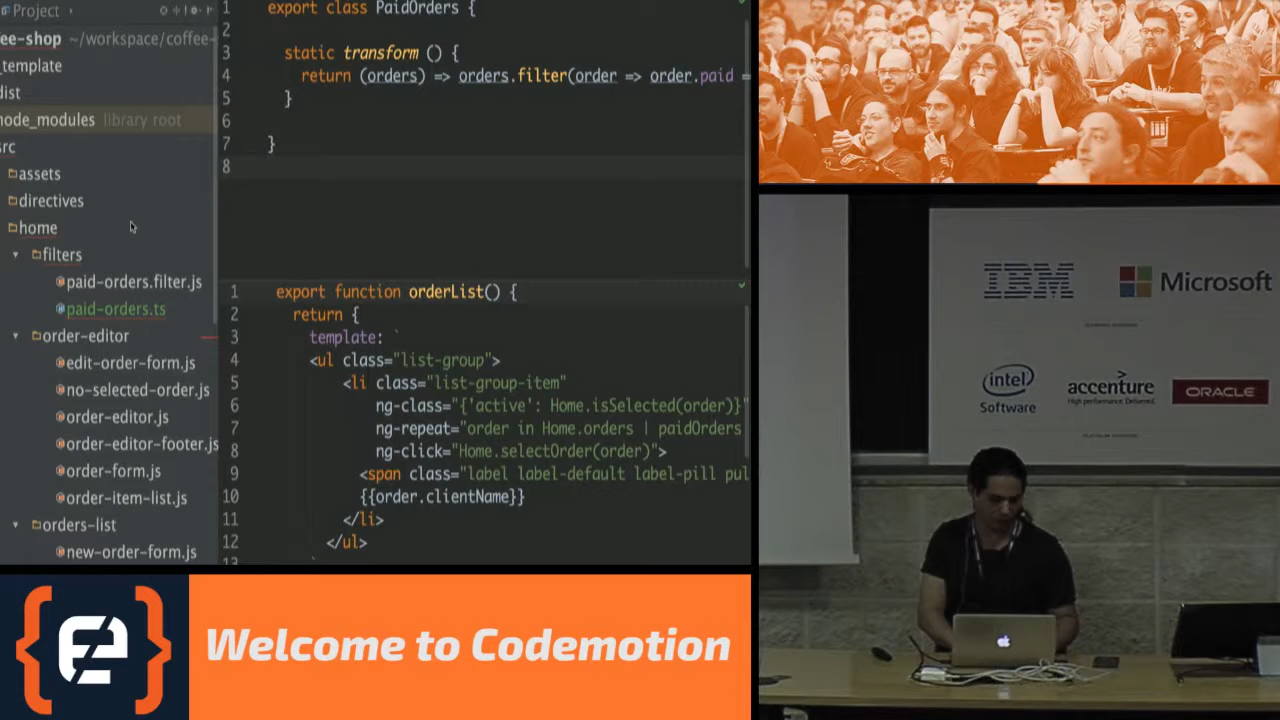 Project
ee-shop ~/workspace/coffee-
_template
dist
node_modules library root
src
assets
directives
home
filters
paid-orders.filter.js
paid-orders.ts
order-editor
edit-order-form.js
no-selected-order.js
order-editor.js
order-editor-footer.js
order-form.js
order-item-list.js
orders-list
new-order-form.js
1 export class PaidOrders {
2
3 static transform () {
4 return (orders) => orders.filter(order => order.paid =
5 }
6
7 }
8
1 export function orderList() {
2 return {
3 template: `
4 <ul class="list-group">
5 <li class="list-group-item"
6 ng-class="{'active': Home.isSelected(order)}"
7 ng-repeat="order in Home.orders | paidOrders
8 ng-click="Home.selectOrder(order)">
9 <span class="label label-default label-pill pul
10 {{order.clientName}}
11 </li>
12 </ul>
13 `
IBM
Microsoft
intel
Software
accenture
High performance. Delivered.
ORACLE
Welcome to Codemotion